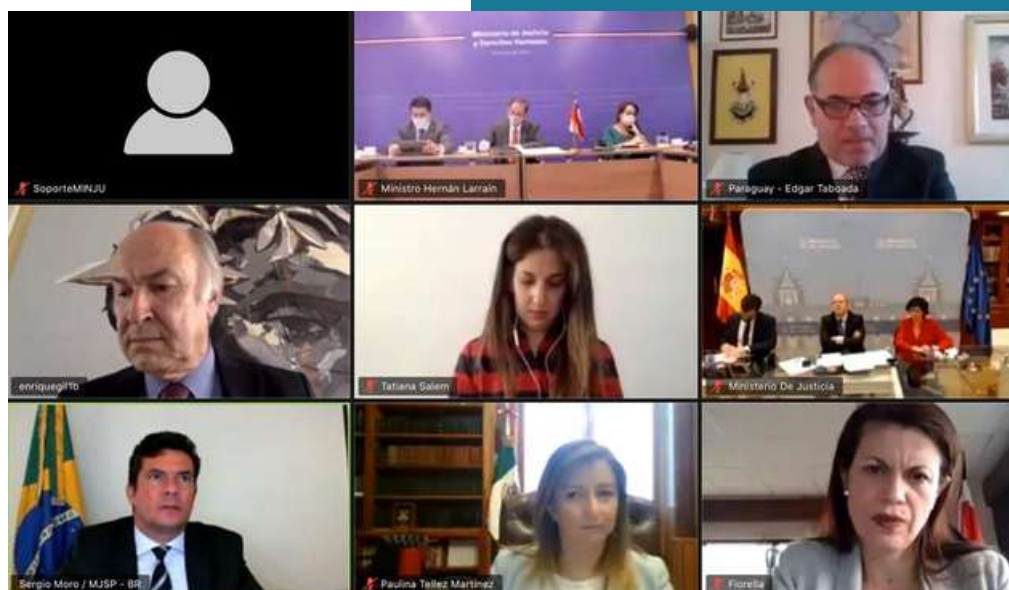 Ministerio de Justicia
y Derechos Humanos
SoporteMINJU
Ministro Hernán Larraín
Paraguay - Edgar Taboada
enriquegil1b
Tatiana Salem
Ministerio De Justicia
Sergio Moro / MJSP - BR
Paulina Tellez Martínez
Fiorella